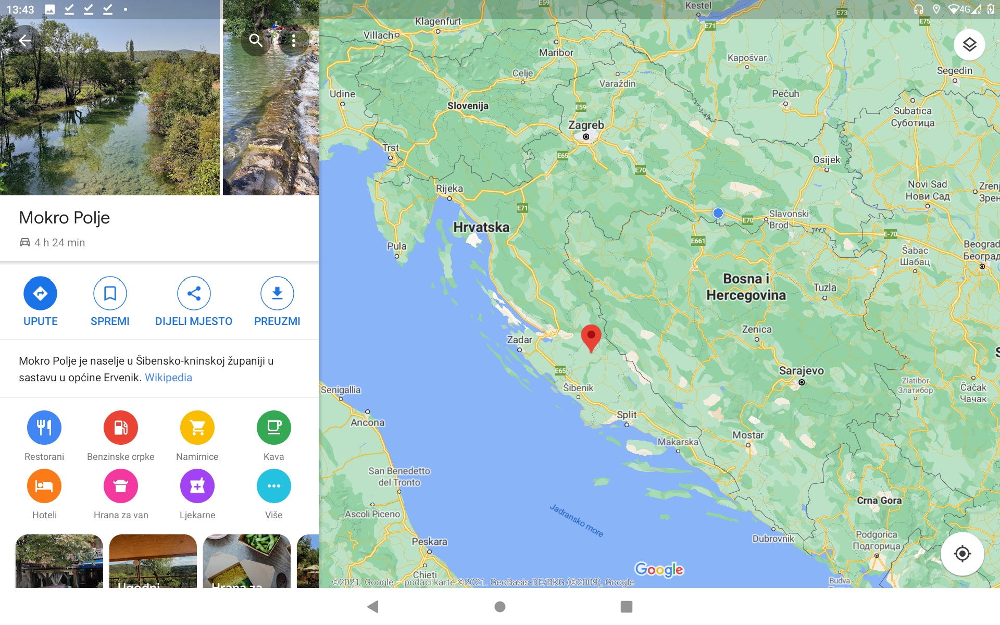 13:43
4G
Mokro Polje
4 h 24 min
UPUTE
SPREMI
DIJELI MJESTO
PREUZMI
Mokro Polje je naselje u Šibensko-kninskoj županiji u
sastavu u općine Ervenik. Wikipedia
Restorani
Benzinske crpke
Namirnice
Kava
Hoteli
Hrana za van
Ljekarne
Više
Ugodni
Hrana za
Kestel
E59
E71
E73
E75
Klagenfurt
Villach
Maribor
Kapošvar
Segedin
Celje
Varaždin
Udine
Pečuh
Slovenija
E59
Subatica
Суботица
Zagreb
Trst
E65
Osijek
E70
Rijeka
Novi Sad
Нови Сад
Zrenj
Зрен
E71
Hrvatska
Slavonski
Brod
E70
E-70
E661
Pula
Beograd
Београд
Šabac
Шабац
Bosna i
Hercegovina
Tuzla
Zenica
Zadar
E65
Sarajevo
Šibenik
Zlatibor
Златибор
Čačak
Чачак
Senigallia
Ancona
Split
Mostar
Makarska
San Benedetto
del Tronto
Crna Gora
Ascoli Piceno
Jadransko more
Dubrovnik
Podgorica
Подгорица
Peskara
Chieti
Budva
Google
©2021. Google – podaci karte ©2021. GeoBasis-DE/BKG (©2009), Google